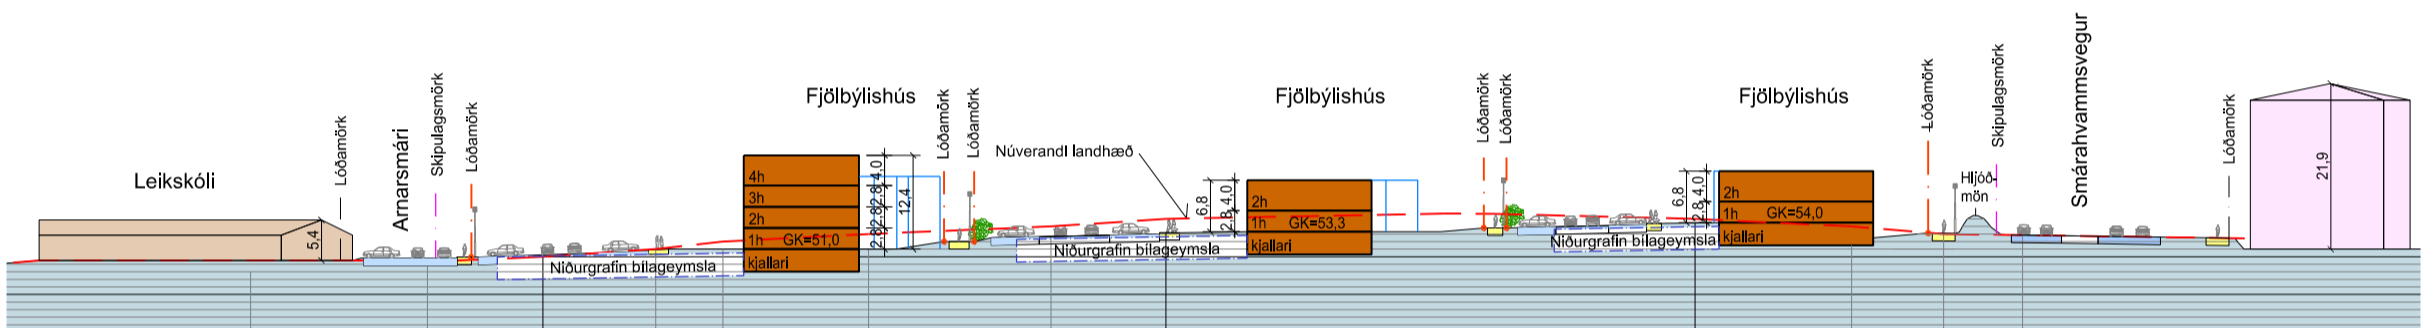 Leikskóli
5,4
Lóðamörk
Arnarsmári
Skipulagsmörk
Lóðamörk
Niðurgrafin bílageymsla
Fjölbýlishús
4h
3h
2h
1h GK=51,0
kjallari
2,8
2,8
2,8
4,0
12,4
Lóðamörk
Lóðamörk
Núverandi landhæð
Niðurgrafin bílageymsla
Fjölbýlishús
6,8
2,8
4,0
2h
1h GK=53,3
kjallari
Lóðamörk
Lóðamörk
Niðurgrafin bílageymsla
Fjölbýlishús
6,8
2,8
4,0
2h
1h GK=54,0
kjallari
Lóðamörk
Hljóð-
mön
Skipulagsmörk
Smárahvammsvegur
Lóðamörk
21,9